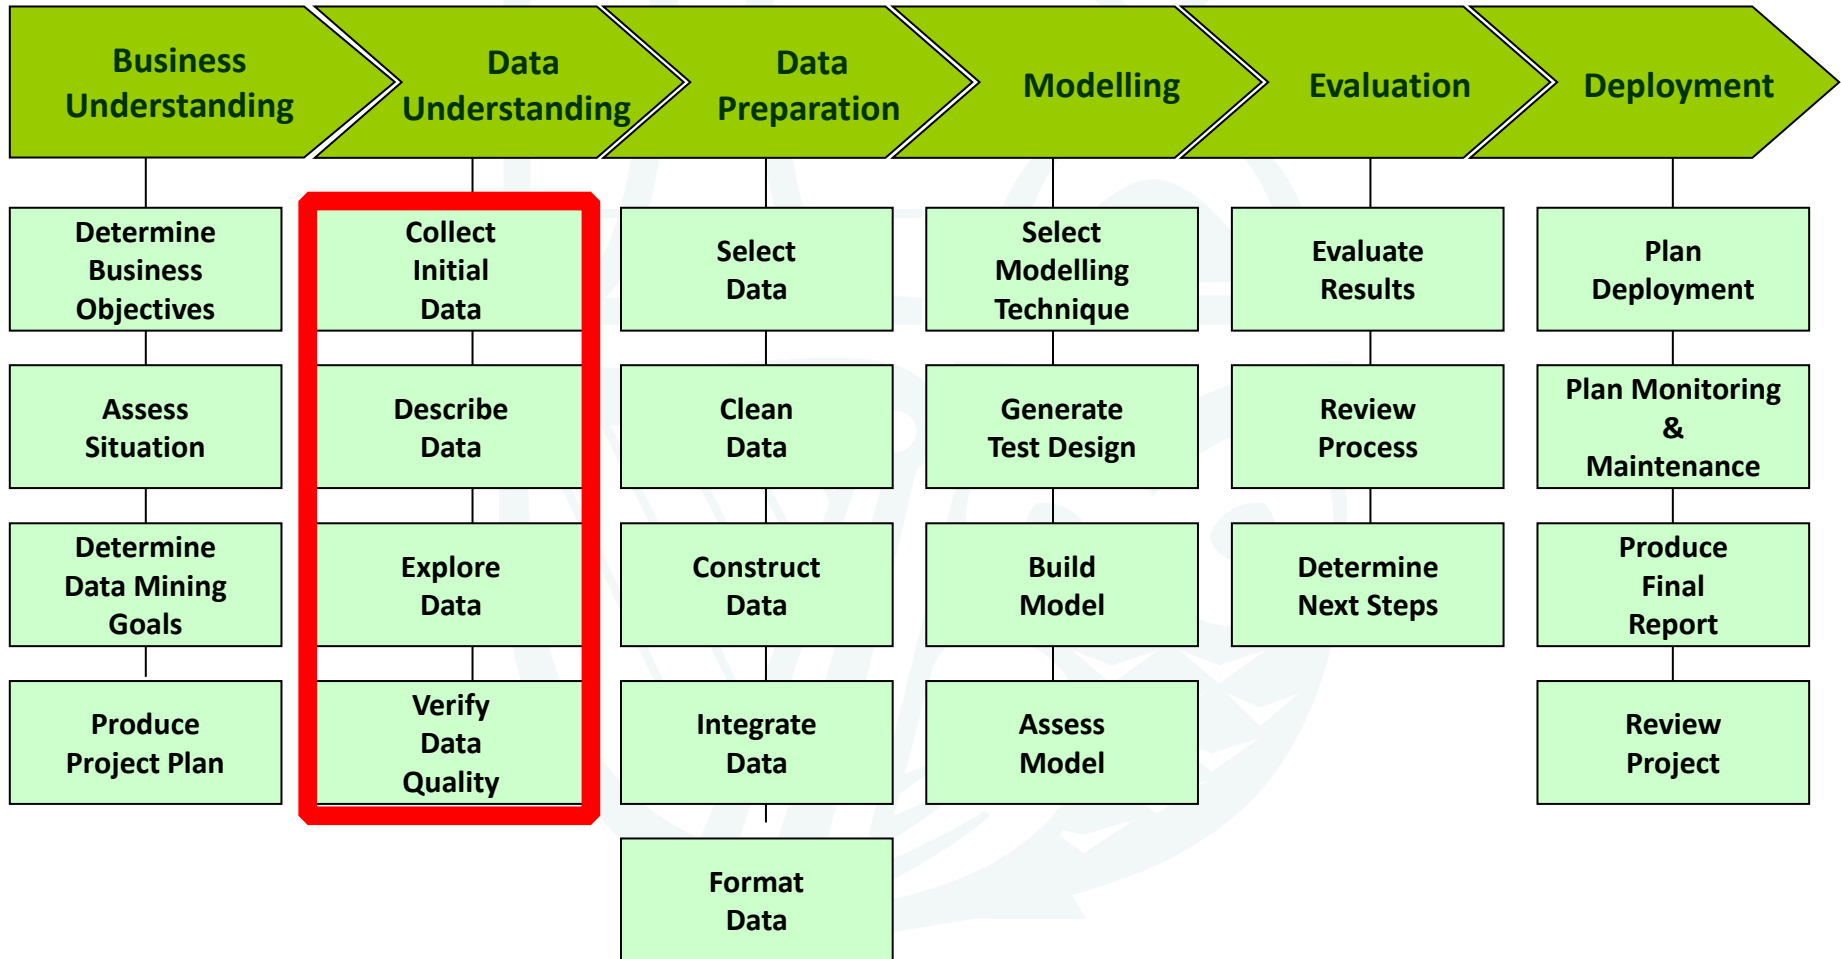 Business
Understanding
Data
Understanding
Data
Preparation
Modelling
Evaluation
Deployment
Determine
Business
Objectives
Assess
Situation
Determine
Data Mining
Goals
Produce
Project Plan
Collect
Initial
Data
Describe
Data
Explore
Data
Verify
Data
Quality
Select
Data
Clean
Data
Construct
Data
Integrate
Data
Format
Data
Select
Modelling
Technique
Generate
Test Design
Build
Model
Assess
Model
Evaluate
Results
Review
Process
Determine
Next Steps
Plan
Deployment
Plan Monitoring
&
Maintenance
Produce
Final
Report
Review
Project